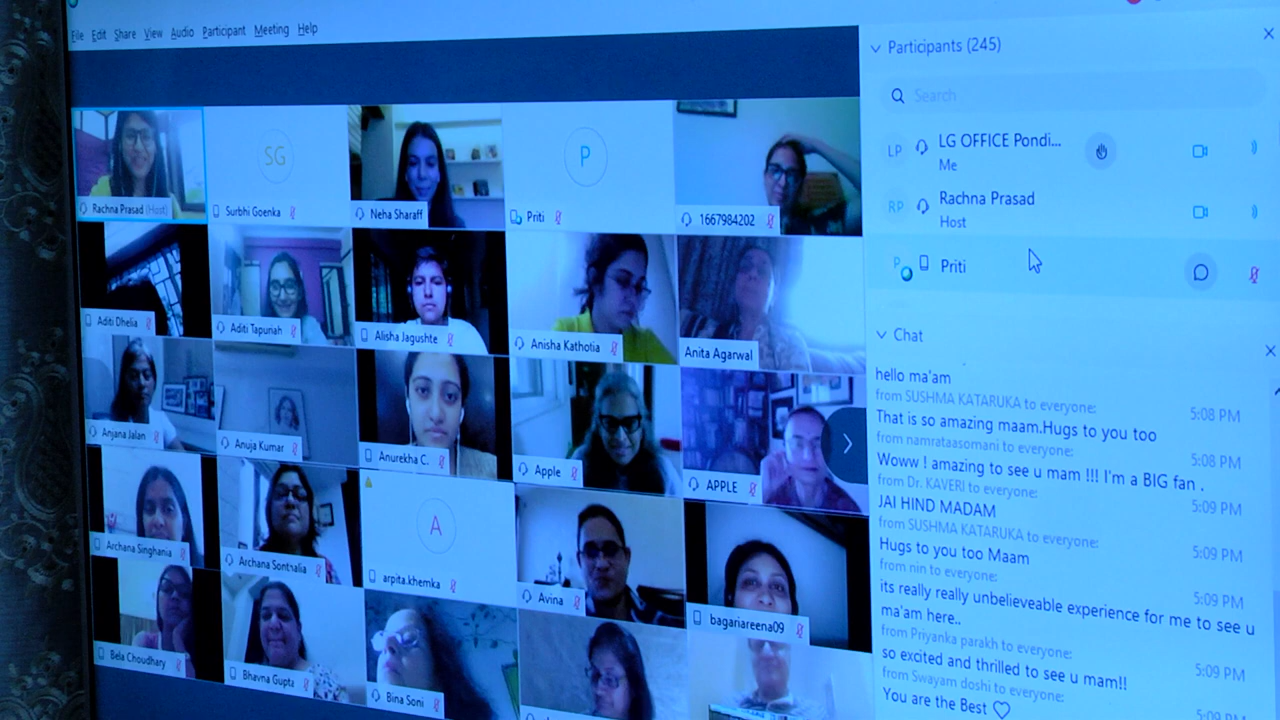 File Edit Share View Audio Participant Meeting Help
Rachna Prasad (Host)
SG
Surbhi Goenka
Neha Sharaff
P
Priti
1667984202
Aditi Dhelia
Aditi Tapuriah
Alisha Jagushte
Anisha Kathotia
Anita Agarwal
Anjana Jalan
Anuja Kumar
Anurekha C.
Apple
APPLE
Archana Singhania
Archana Sonthalia
A
arpita.khemka
Avina
bagariareena09
Bela Choudhary
Bhavna Gupta
Bina Soni
Participants (245)
Search
LP
LG OFFICE Pondi...
Me
RP
Rachna Prasad
Host
P
Priti
Chat
hello ma'am
from SUSHMA KATARUKA to everyone: 5:08 PM
That is so amazing maam.Hugs to you too
from namrataasomani to everyone: 5:08 PM
Woww ! amazing to see u mam !!! I'm a BIG fan .
from Dr. KAVERI to everyone: 5:09 PM
JAI HIND MADAM
from SUSHMA KATARUKA to everyone: 5:09 PM
Hugs to you too Maam
from nin to everyone: 5:09 PM
its really really unbelieveable experience for me to see u
ma'am here..
from Priyanka parakh to everyone: 5:09 PM
so excited and thrilled to see u mam!!
from Swayam doshi to everyone: 5:09 PM
You are the Best ♡